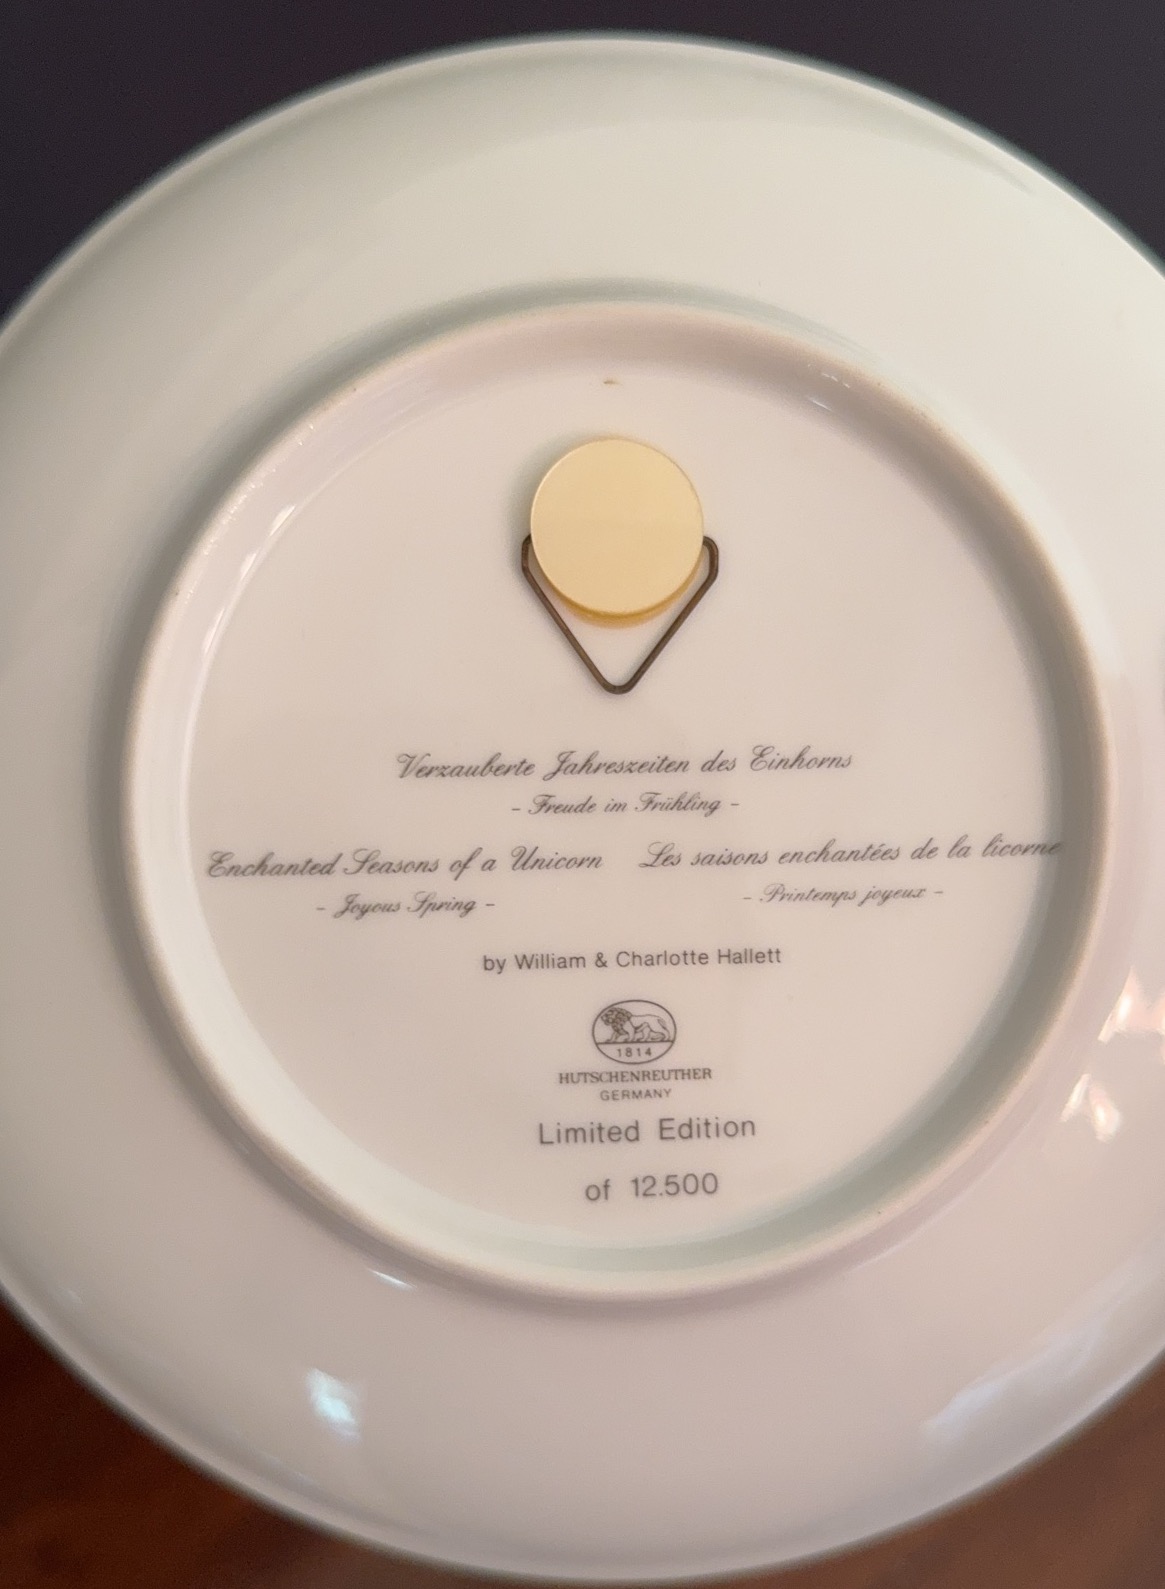 Verzauberte Jahreszeiten des Einhorns
- Freude im Frühling -
Enchanted Seasons of a Unicorn
- Joyous Spring -
Les saisons enchantées de la licorne
- Printemps joyeux -
by William & Charlotte Hallett
1814
HUTSCHENREUTHER
GERMANY
Limited Edition
of 12.500